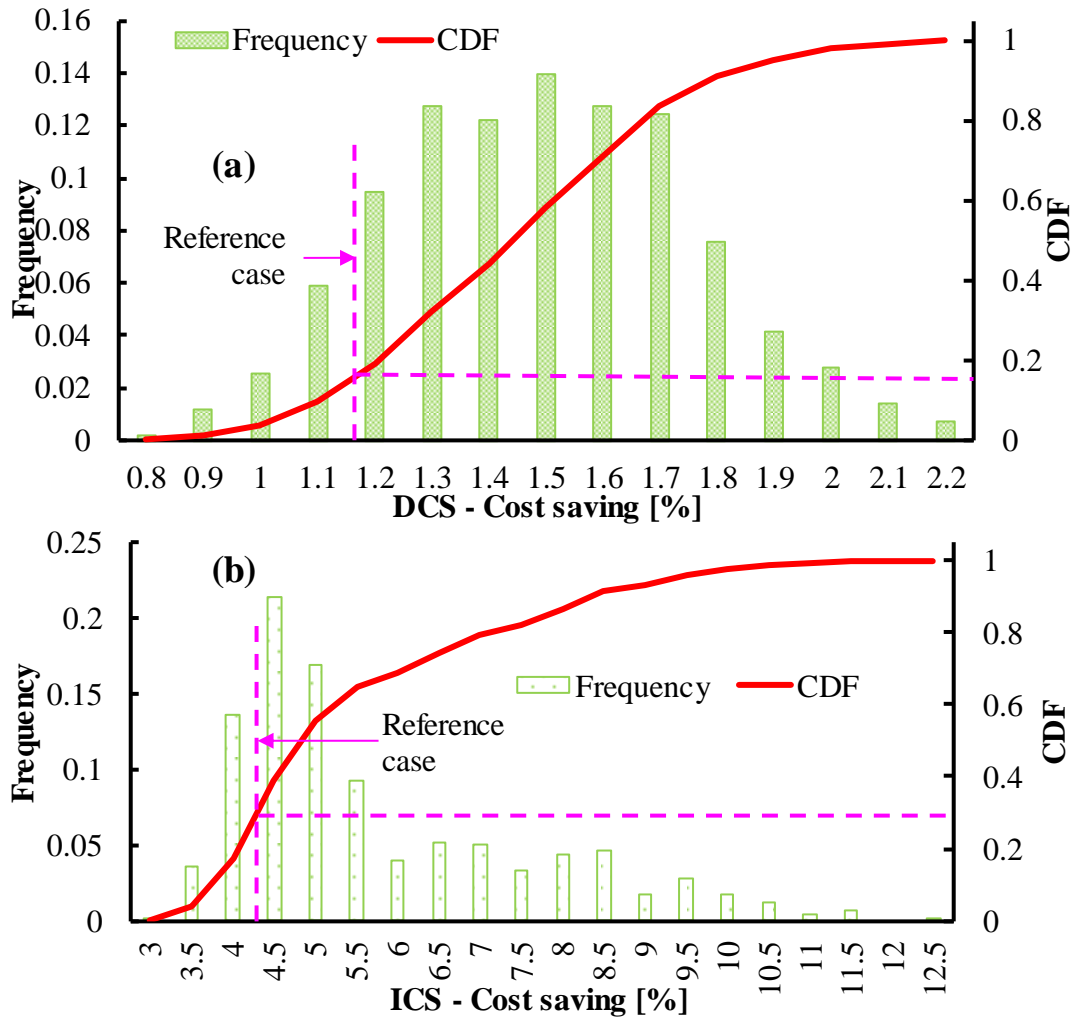 0.16
0.14
0.12
0.1
0.08
0.06
0.04
0.02
0
Frequency
Frequency CDF
(a)
Reference
case
1
0.8
0.6
0.4
0.2
0
CDF
0.8 0.9 1 1.1 1.2 1.3 1.4 1.5 1.6 1.7 1.8 1.9 2 2.1 2.2
DCS - Cost saving [%]
0.25
0.2
0.15
0.1
0.05
0
Frequency
(b)
Frequency CDF
Reference
case
1
0.8
0.6
0.4
0.2
0
CDF
3 3.5 4 4.5 5 5.5 6 6.5 7 7.5 8 8.5 9 9.5 10 10.5 11 11.5 12 12.5
ICS - Cost saving [%]